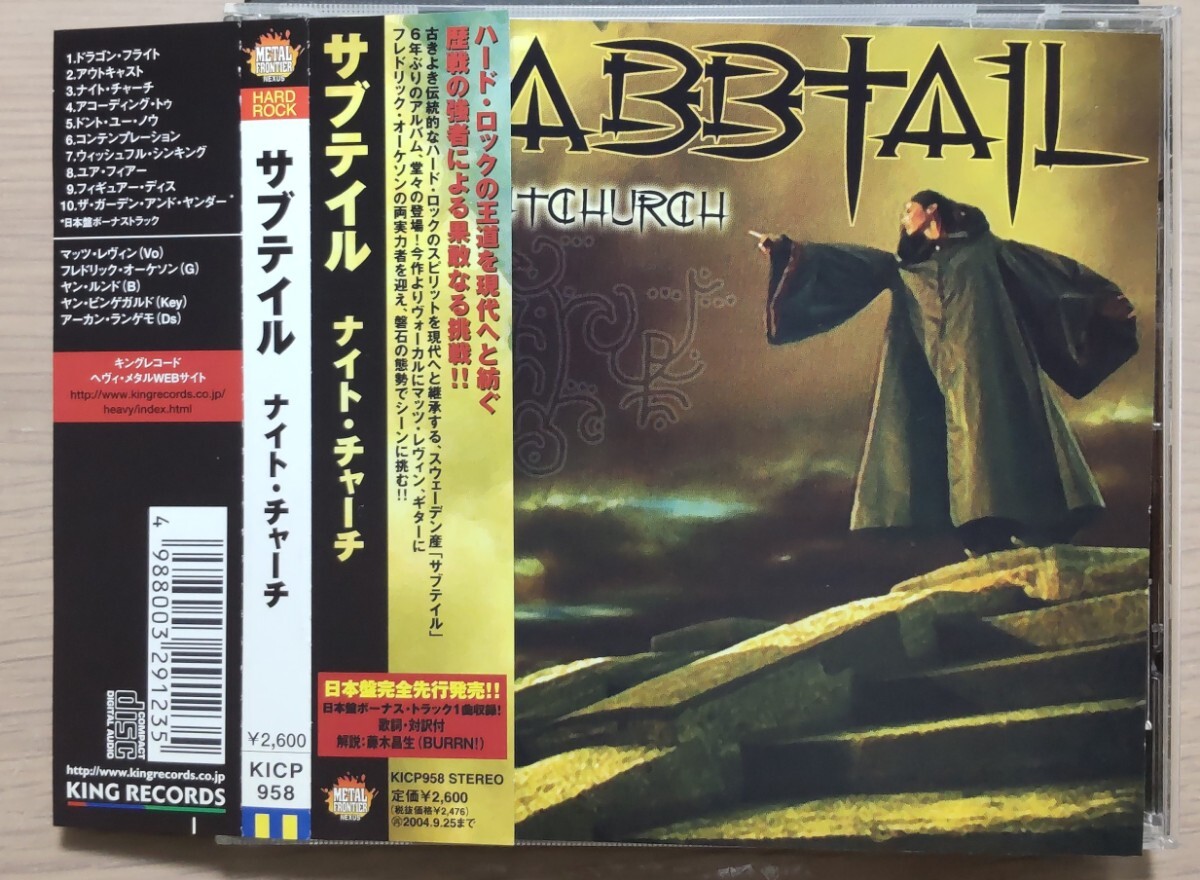 1.ドラゴン・フライト
2.アウトキャスト
3.ナイト・チャーチ
4.アコーディング・トゥ
5.ドント・ユー・ノウ
6.コンテンプレーション
7.ウィッシュフル・シンキング
8.ユア・フィアー
9.フィギュアー・ディス
10.ザ・ガーデン・アンド・ヤンダー*
*日本盤ボーナストラック
マッツ・レヴィン(Vo)
フレドリック・オーケソン(G)
ヤン・ルンド(B)
ヤン・ビンゲガルド(Key)
アーカン・ランゲモ(Ds)
キングレコード
ヘヴィ・メタルWEBサイト
http://www.kingrecords.co.jp/
heavy/index.html
4 988003 291235
COMPACT
disc
DIGITAL AUDIO
http://www.kingrecords.co.jp
KING RECORDS
I
METAL
FRONTIER
NEXUS
HARD
ROCK
サブテイル ナイト・チャーチ
¥2,600
KICP
958
サブテイル ナイト・チャーチ
METAL
FRONTIER
NEXUS
ハード・ロックの王道を現代へと紡ぐ
歴戦の強者による果敢なる挑戦!!
古きよき伝統的なハード・ロックのスピリットを現代へと継承する、スウェーデン産「サブテイル」
6年ぶりのアルバム、堂々の登場!今作よりヴォーカルにマッツ・レヴィン、ギターに
フレドリック・オーケソンの両実力者を迎え、磐石の態勢でシーンに挑む!!
日本盤完全先行発売!!
日本盤ボーナス・トラック1曲収録!
歌詞・対訳付
解説:藤木昌生(BURRN!)
KICP958 STEREO
定価¥2,600
(税抜価格¥2,476)
Ⓟ2004.9.25まで
ABBTAIL
TCHURCH